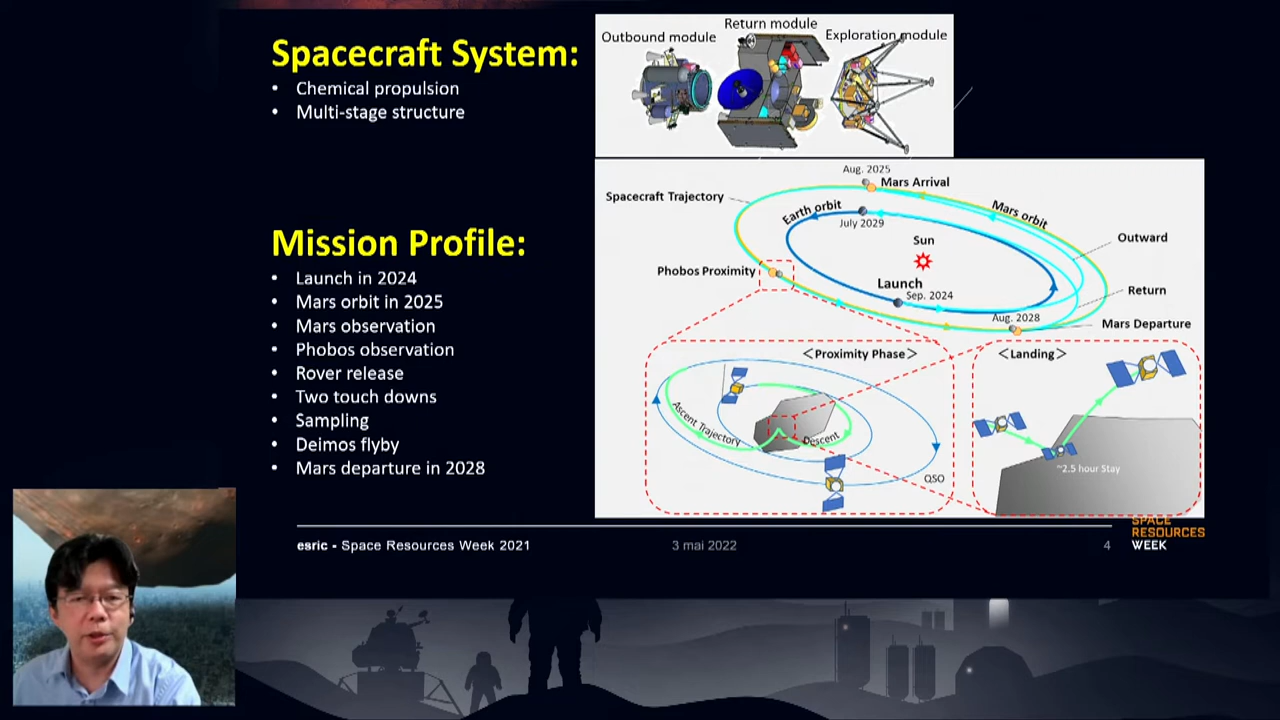 Spacecraft System:
• Chemical propulsion
• Multi-stage structure
Outbound module
Return module
Exploration module
Mission Profile:
• Launch in 2024
• Mars orbit in 2025
• Mars observation
• Phobos observation
• Rover release
• Two touch downs
• Sampling
• Deimos flyby
• Mars departure in 2028
Aug. 2025
Mars Arrival
Spacecraft Trajectory
Earth orbit
Mars orbit
July 2029
Sun
Outward
Phobos Proximity
Launch
Sep. 2024
Return
Aug. 2028
Mars Departure
<Proximity Phase>
Ascent Trajectory
Descent
QSO
<Landing>
~2.5 hour Stay
esric - Space Resources Week 2021
3 mai 2022
4
SPACE
RESOURCES
WEEK